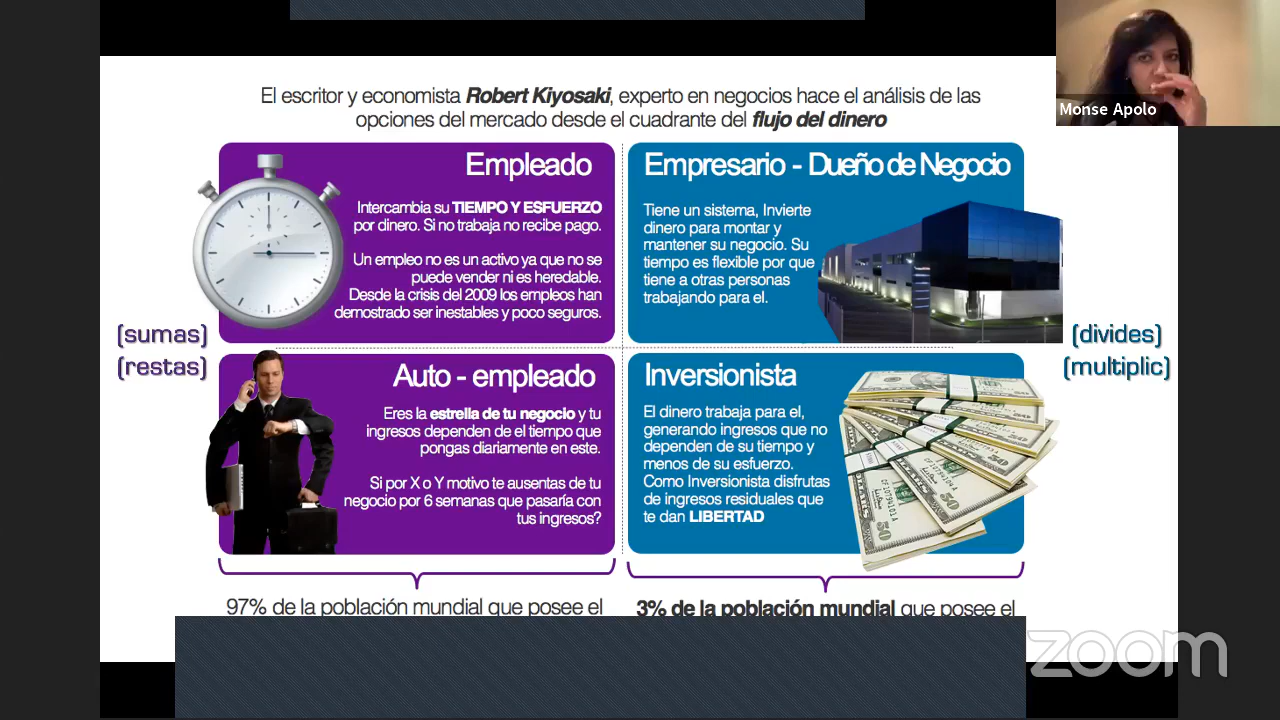 El escritor y economista Robert Kiyosaki, experto en negocios hace el análisis de las
opciones del mercado desde el cuadrante del flujo del dinero
Monse Apolo
Empleado
Intercambia su TIEMPO Y ESFUERZO
por dinero. Si no trabaja no recibe pago.
Un empleo no es un activo ya que no se
puede vender ni es heredable.
Desde la crisis del 2009 los empleos han
demostrado ser inestables y poco seguros.
Empresario - Dueño de Negocio
Tiene un sistema, Invierte
dinero para montar y
mantener su negocio. Su
tiempo es flexible por que
tiene a otras personas
trabajando para el.
(sumas)
(restas)
(divides)
(multiplic)
Auto - empleado
Eres la estrella de tu negocio y tu
ingresos dependen de el tiempo que
pongas diariamente en este.
Si por X o Y motivo te ausentas de tu
negocio por 6 semanas que pasaría con
tus ingresos?
Inversionista
El dinero trabaja para el,
generando ingresos que no
dependen de su tiempo y
menos de su esfuerzo.
Como Inversionista disfrutas
de ingresos residuales que
te dan LIBERTAD
97% de la población mundial que posee el
3% de la población mundial que posee el
zoom